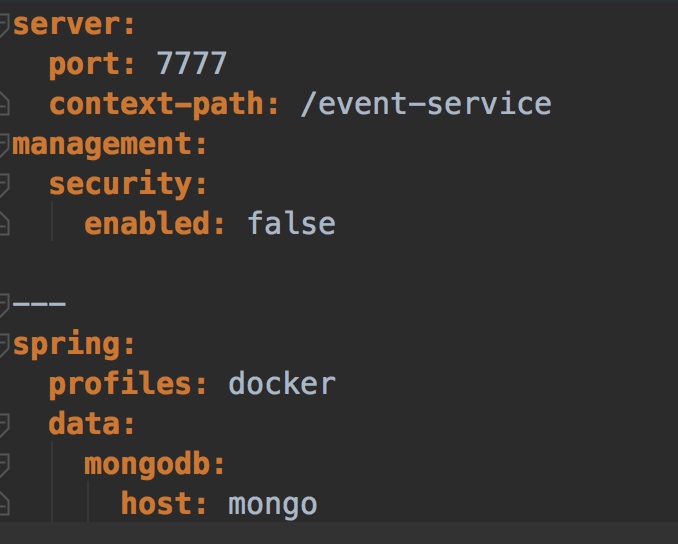 server:
  port: 7777
  context-path: /event-service
management:
  security:
    enabled: false

---
spring:
  profiles: docker
  data:
    mongodb:
      host: mongo